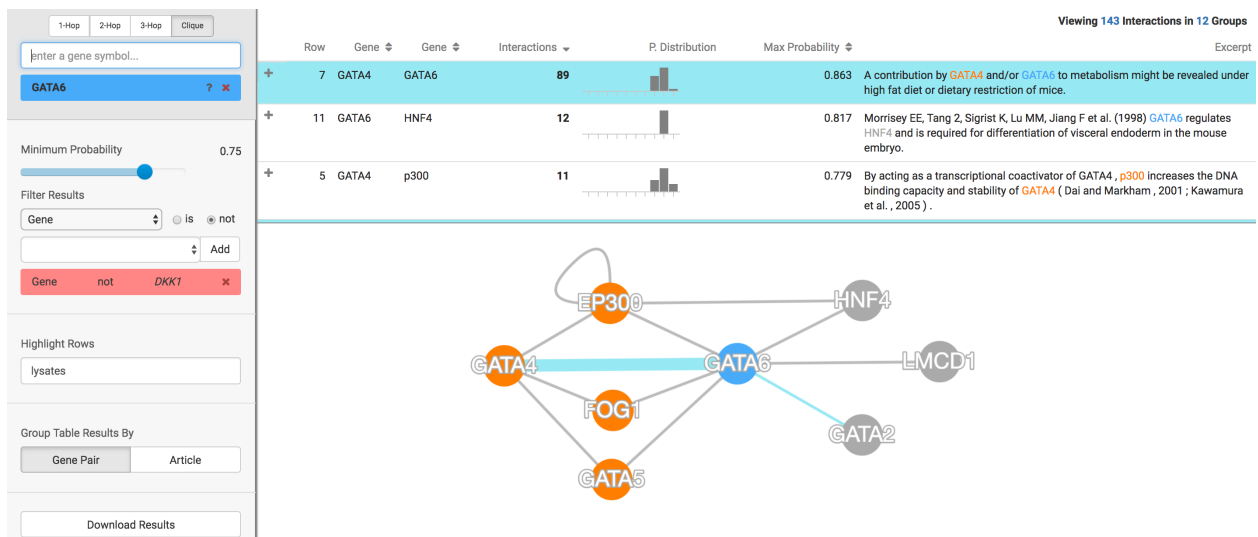 1-Hop 2-Hop 3-Hop Clique
enter a gene symbol...
GATA6 ? ×
Minimum Probability 0.75
Filter Results
Gene is not
Add
Gene not DKK1 ×
Highlight Rows
lysates
Group Table Results By
Gene Pair Article
Download Results
Viewing 143 Interactions in 12 Groups
Row Gene Gene Interactions P. Distribution Max Probability Excerpt
+ 7 GATA4 GATA6 89 0.863 A contribution by GATA4 and/or GATA6 to metabolism might be revealed under
high fat diet or dietary restriction of mice.
+ 11 GATA6 HNF4 12 0.817 Morrisey EE, Tang 2, Sigrist K, Lu MM, Jiang F et al. (1998) GATA6 regulates
HNF4 and is required for differentiation of visceral endoderm in the mouse
embryo.
+ 5 GATA4 p300 11 0.779 By acting as a transcriptional coactivator of GATA4 , p300 increases the DNA
binding capacity and stability of GATA4 ( Dai and Markham , 2001 ; Kawamura
et al. , 2005 ) .
EP300
HNF4
GATA4
GATA6
LMCD1
FOG1
GATA2
GATA5